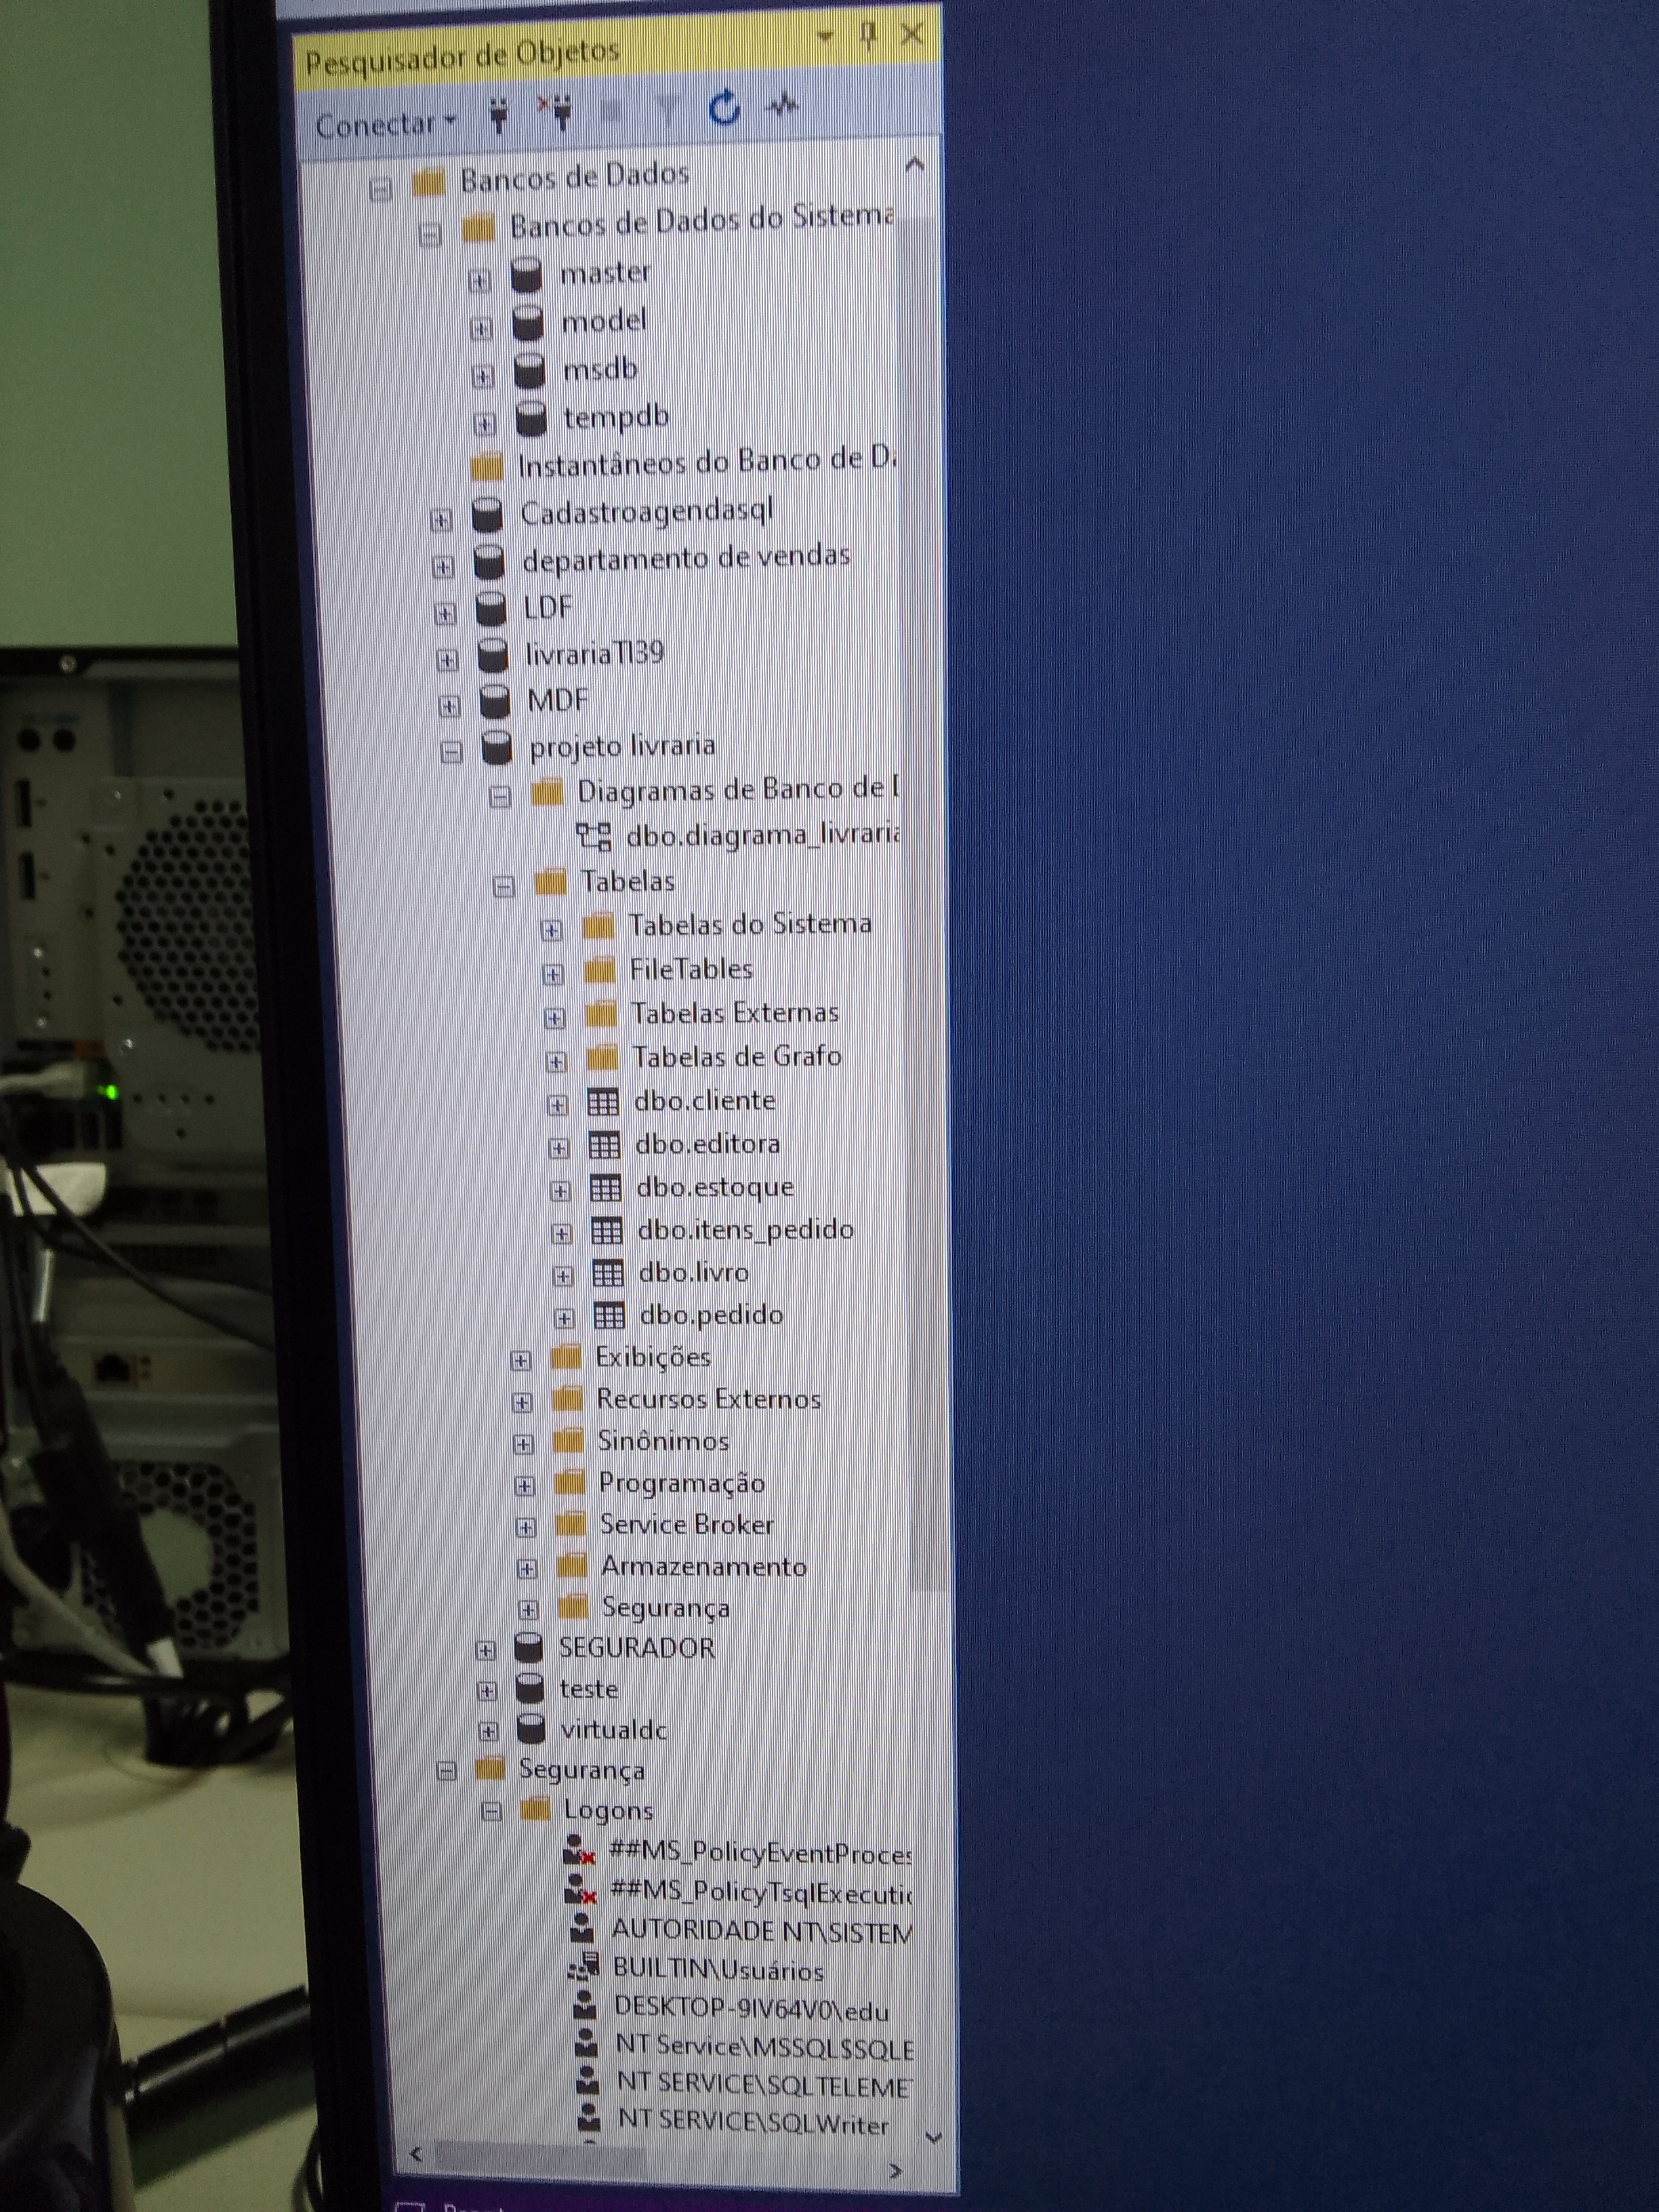 Pesquisador de Objetos
Conectar
Bancos de Dados
Bancos de Dados do Sistema
master
model
msdb
tempdb
Instantâneos do Banco de
Cadastroagendasql
departamento de vendas
LDF
livrariaTI39
MDF
projeto livraria
Diagramas de Banco de
dbo.diagrama_livraria
Tabelas
Tabelas do Sistema
FileTables
Tabelas Externas
Tabelas de Grafo
dbo.cliente
dbo.editora
dbo.estoque
dbo.itens_pedido
dbo.livro
dbo.pedido
Exibições
Recursos Externos
Sinônimos
Programação
Service Broker
Armazenamento
Segurança
SEGURADOR
teste
virtualdc
Segurança
Logons
##MS_PolicyEventProces
##MS_PolicyTsqlExecutic
AUTORIDADE NT\SISTEM
BUILTIN\Usuários
DESKTOP-9IV64V0\edu
NT Service\MSSQL$SQLE
NT SERVICE\SQLTELEME
NT SERVICE\SQLWriter